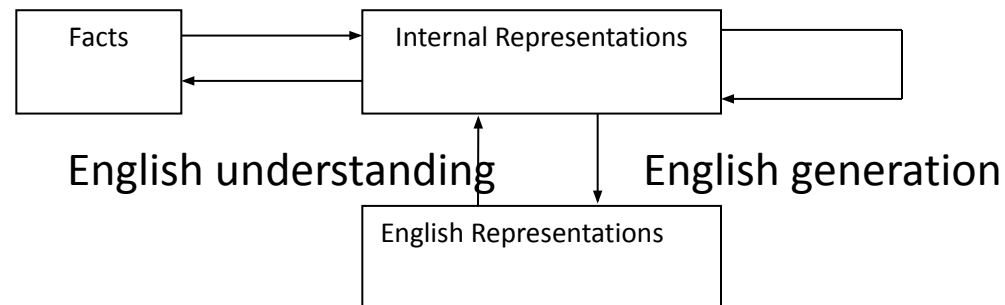 Facts
Internal Representations
English understanding
English generation
English Representations